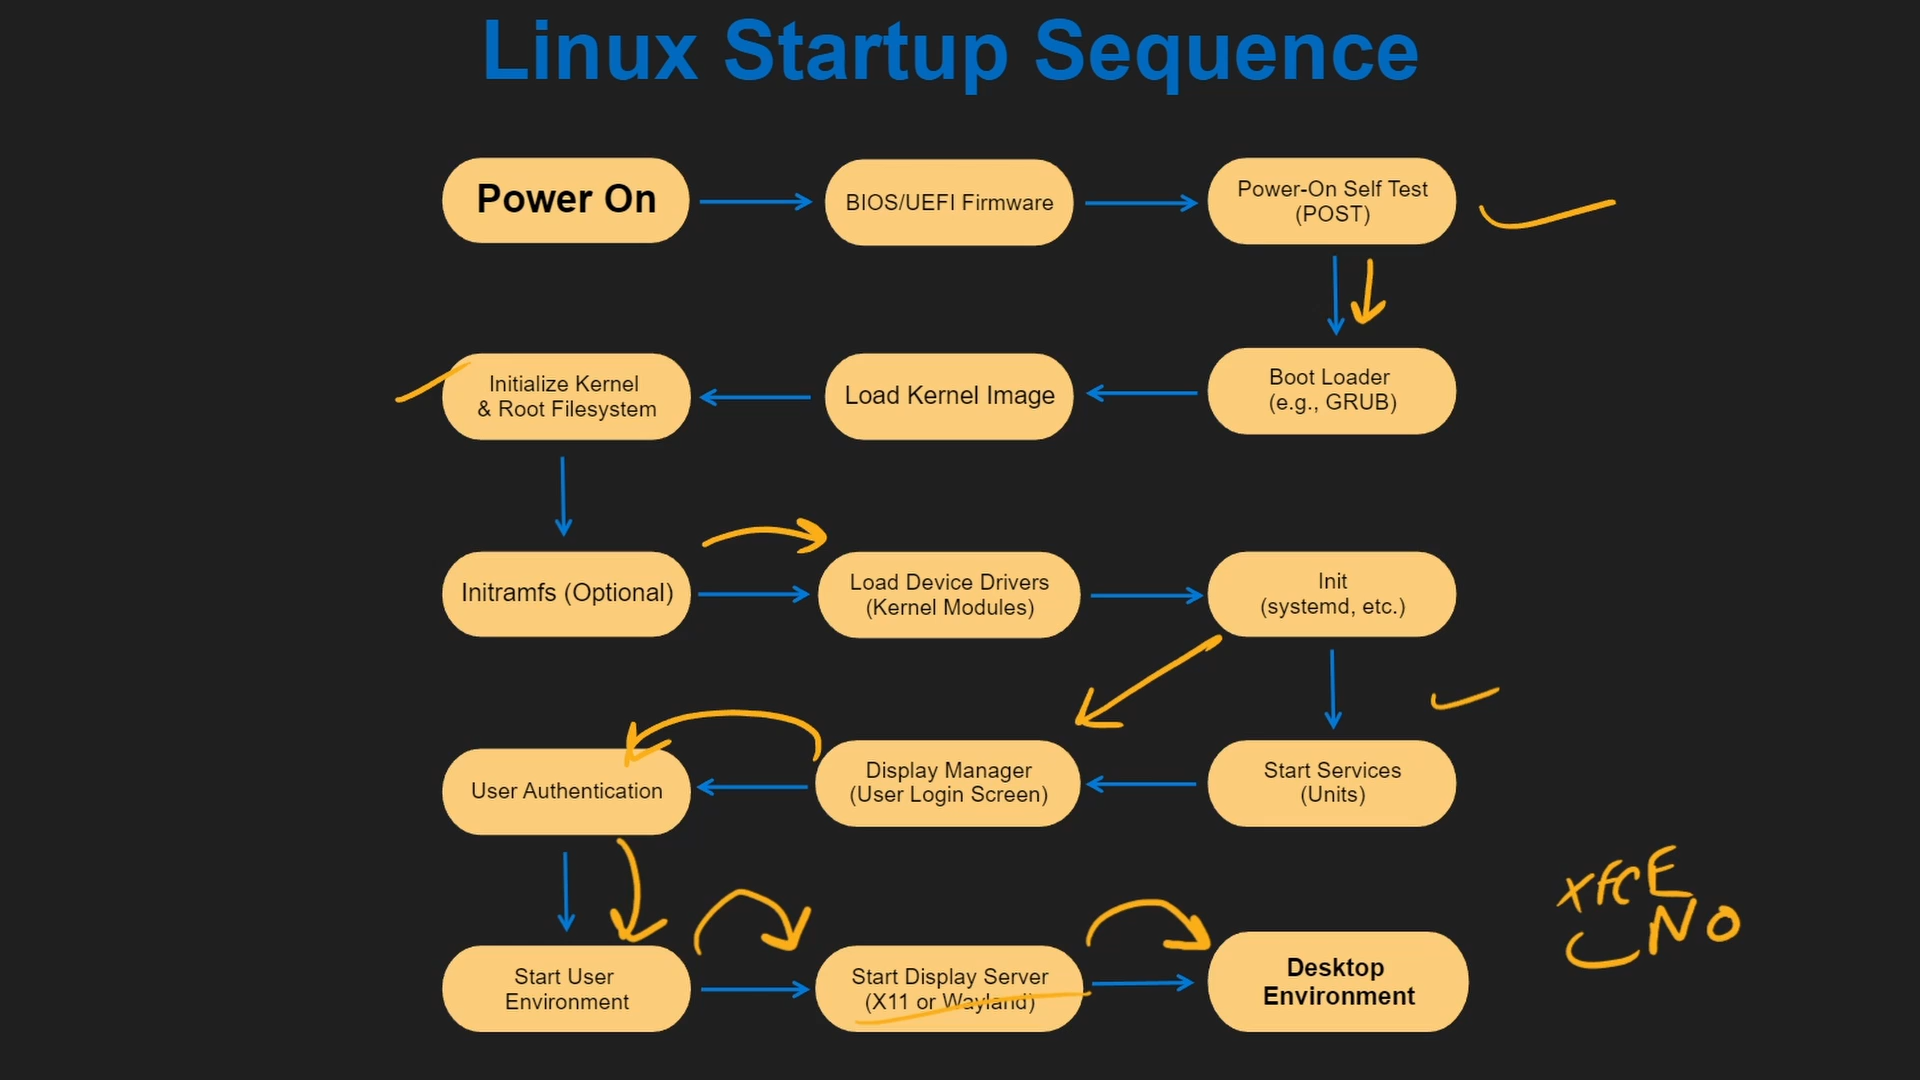 Linux Startup Sequence
Power On
BIOS/UEFI Firmware
Power-On Self Test
(POST)
Boot Loader
(e.g., GRUB)
Load Kernel Image
Initialize Kernel
& Root Filesystem
Initramfs (Optional)
Load Device Drivers
(Kernel Modules)
Init
(systemd, etc.)
Start Services
(Units)
Display Manager
(User Login Screen)
User Authentication
Start User
Environment
Start Display Server
(X11 or Wayland)
Desktop
Environment
XFCE
NO